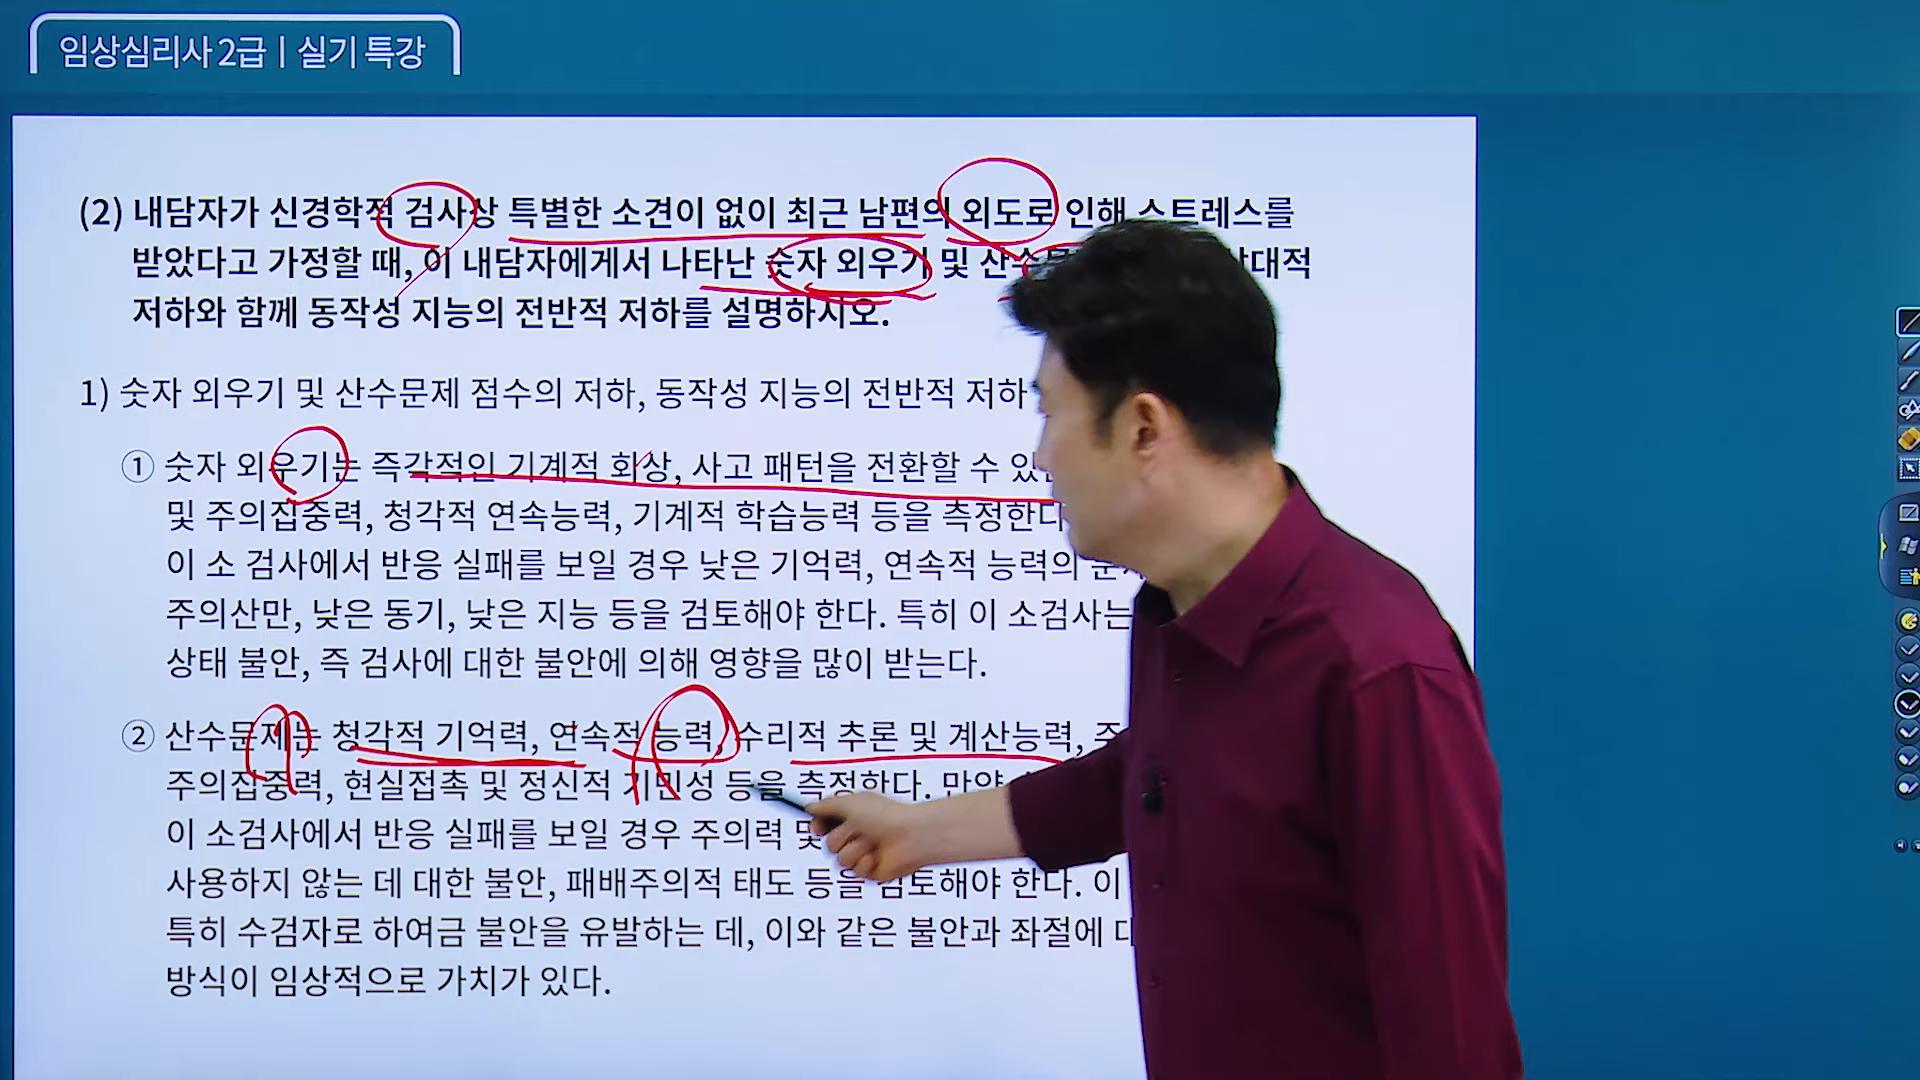 임상심리사 2급 | 실기 특강
(2) 내담자가 신경학적 검사상 특별한 소견이 없이 최근 남편의 외도로 인해 스트레스를
받았다고 가정할 때, 이 내담자에게서 나타난 숫자 외우기 및
저하와 함께 동작성 지능의 전반적 저하를 설명하시오.
1) 숫자 외우기 및 산수문제 점수의 저하, 동작성 지능의 전반적 저하
① 숫자 외우기는 즉각적인 기계적 회상, 사고 패턴을 전환할 수
및 주의집중력, 청각적 연속능력, 기계적 학습능력 등을
이 소 검사에서 반응 실패를 보일 경우 낮은 기억력, 연속적 능력의
주의산만, 낮은 동기, 낮은 지능 등을 검토해야 한다. 특히 이 소검사는
상태 불안, 즉 검사에 대한 불안에 의해 영향을 많이 받는다.
② 산수문제는 청각적 기억력, 연속적 능력, 수리적 추론 및 계산능력,
주의집중력, 현실접촉 및 정신적 기민성 등을 측정한다.
이 소검사에서 반응 실패를 보일 경우 주의력 및
사용하지 않는 데 대한 불안, 패배주의적 태도 등을 검토해야 한다. 이
특히 수검자로 하여금 불안을 유발하는 데, 이와 같은 불안과 좌절에
방식이 임상적으로 가치가 있다.